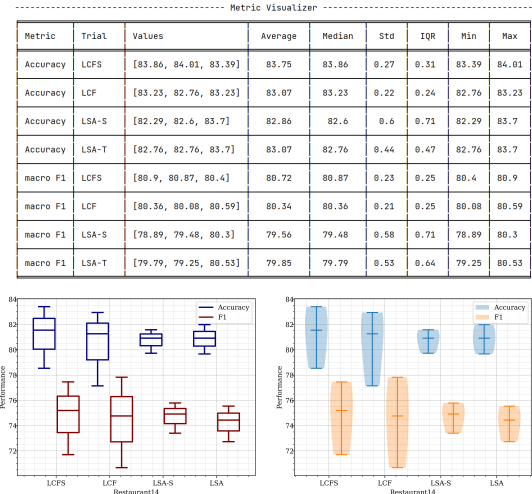 Metric Visualizer
Metric Trial Values Average Median Std IQR Min Max
Accuracy LCFS [83.86, 84.01, 83.39] 83.75 83.86 0.27 0.31 83.39 84.01
Accuracy LCF [83.23, 82.76, 83.23] 83.07 83.23 0.22 0.24 82.76 83.23
Accuracy LSA-S [82.29, 82.6, 83.7] 82.86 82.6 0.6 0.71 82.29 83.7
Accuracy LSA-T [82.76, 82.76, 83.7] 83.07 82.76 0.44 0.47 82.76 83.7
macro F1 LCFS [80.9, 80.87, 80.4] 80.72 80.87 0.23 0.25 80.4 80.9
macro F1 LCF [80.36, 80.08, 80.59] 80.34 80.36 0.21 0.25 80.08 80.59
macro F1 LSA-S [78.89, 79.48, 80.3] 79.56 79.48 0.58 0.71 78.89 80.3
macro F1 LSA-T [79.79, 79.25, 80.53] 79.85 79.79 0.53 0.64 79.25 80.53
84
82
80
78
76
74
72
Performance
Accuracy
F1
LCFS LCF LSA-S LSA
Restaurant14
84
82
80
78
76
74
72
Performance
Accuracy
F1
LCFS LCF LSA-S LSA
Restaurant14